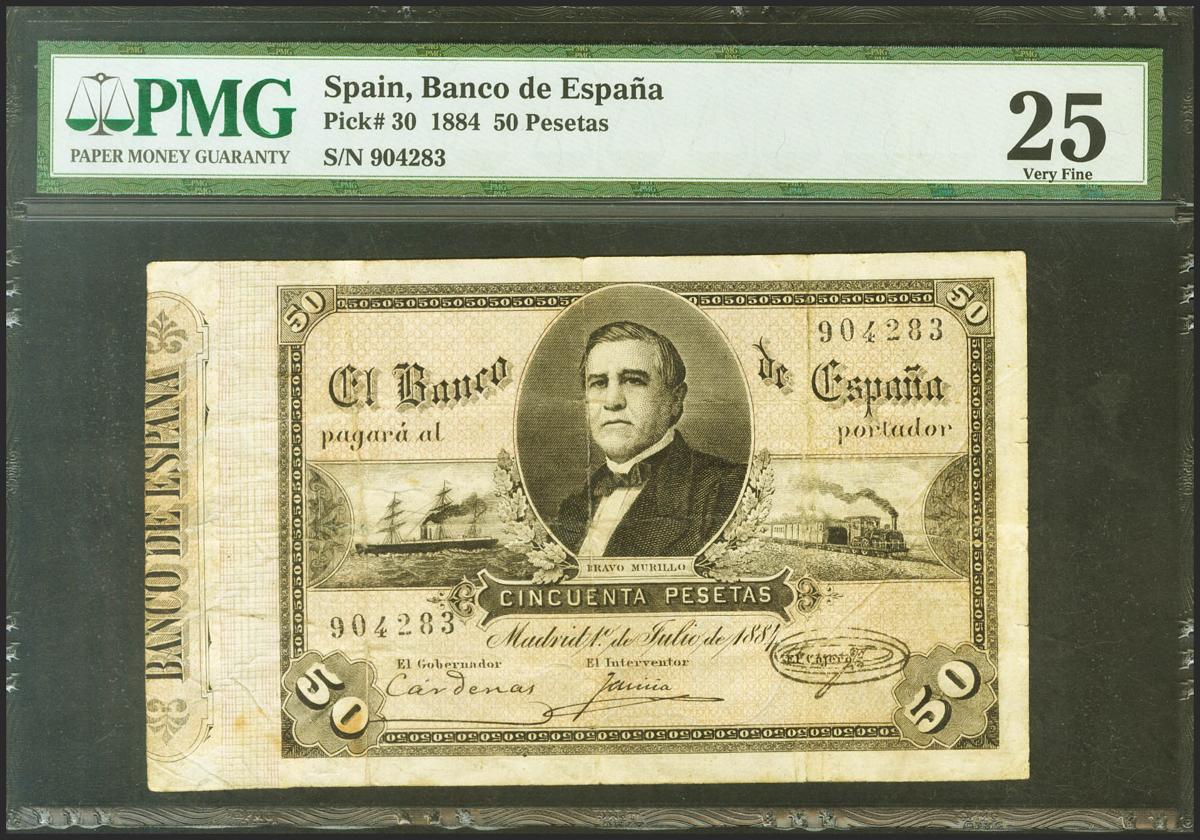 PMG
PAPER MONEY GUARANTY
Spain, Banco de España
Pick# 30 1884 50 Pesetas
S/N 904283
25
Very Fine
BANCO DE ESPAÑA
50
50
904283
El Banco de España
pagará al portador
BRAVO MURILLO
CINCUENTA PESETAS
904283
Madrid 1º de Julio de 1884
El Gobernador
El Interventor
El Cajero
Cárdenas
50
50